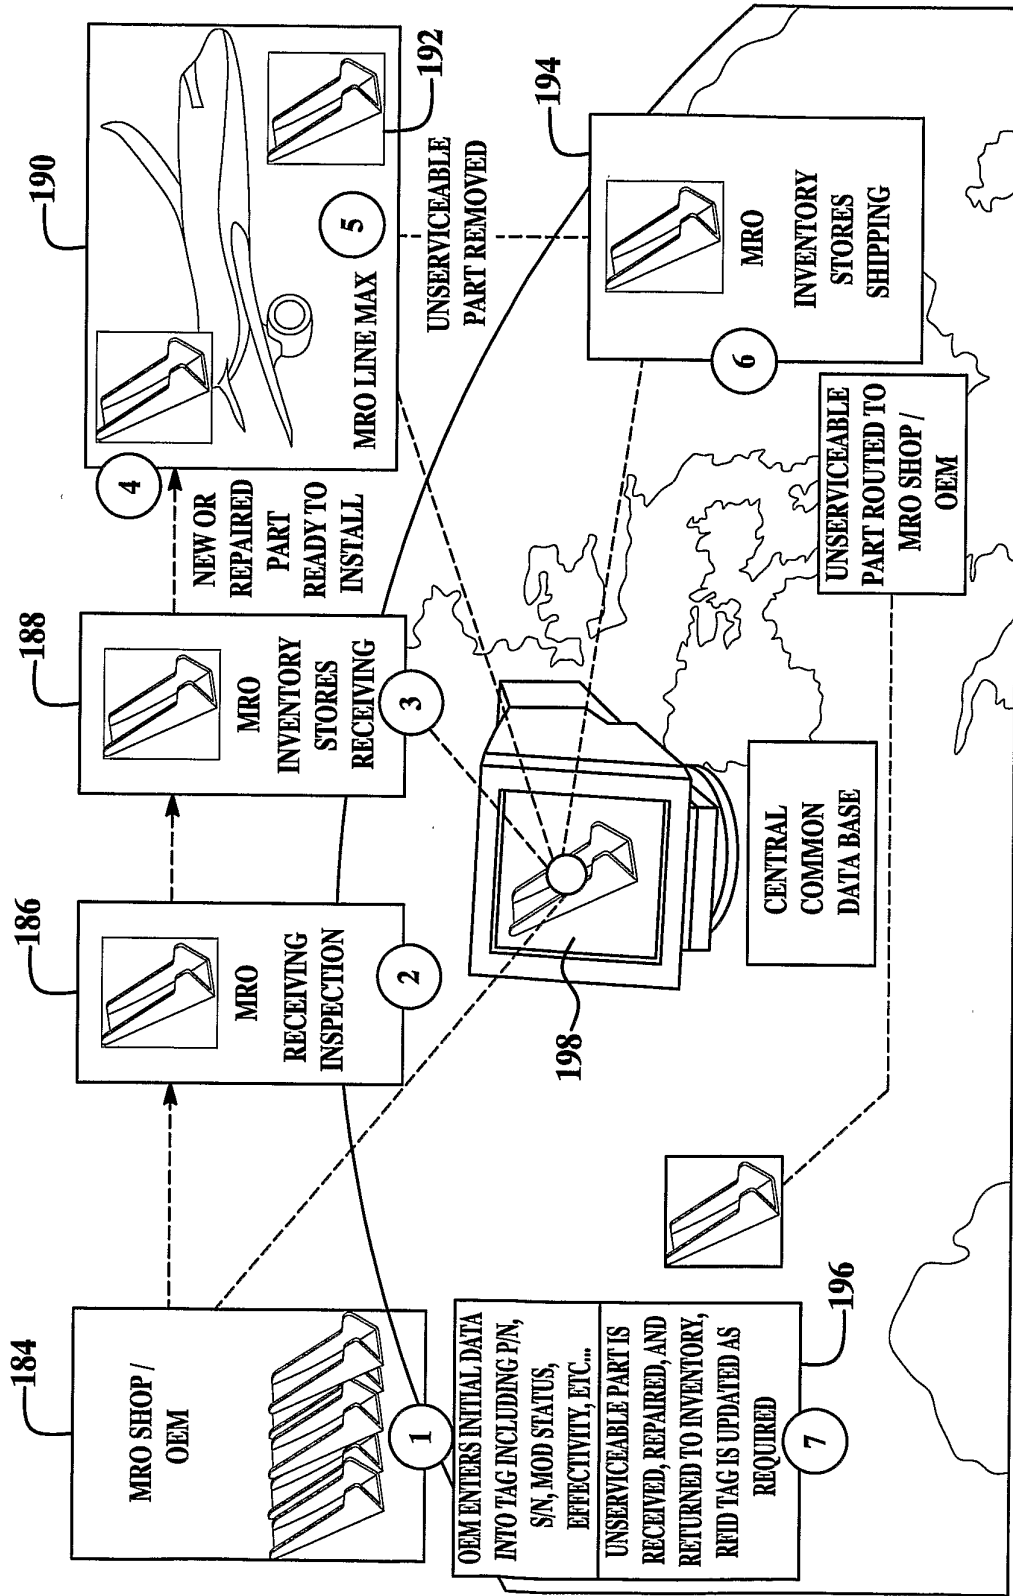 184
MRO SHOP /
OEM
1
OEM ENTERS INITIAL DATA
INTO TAG INCLUDING P/N,
S/N, MOD STATUS,
EFFECTIVITY, ETC...
UNSERVICEABLE PART IS
RECEIVED, REPAIRED, AND
RETURNED TO INVENTORY,
RFID TAG IS UPDATED AS
REQUIRED
7
196
186
MRO
RECEIVING
INSPECTION
2
188
MRO
INVENTORY
STORES
RECEIVING
3
NEW OR
REPAIRED
PART
READY TO
INSTALL
190
4
MRO LINE MAX
5
192
UNSERVICEABLE
PART REMOVED
194
MRO
INVENTORY
STORES
SHIPPING
6
UNSERVICEABLE
PART ROUTED TO
MRO SHOP /
OEM
198
CENTRAL
COMMON
DATA BASE